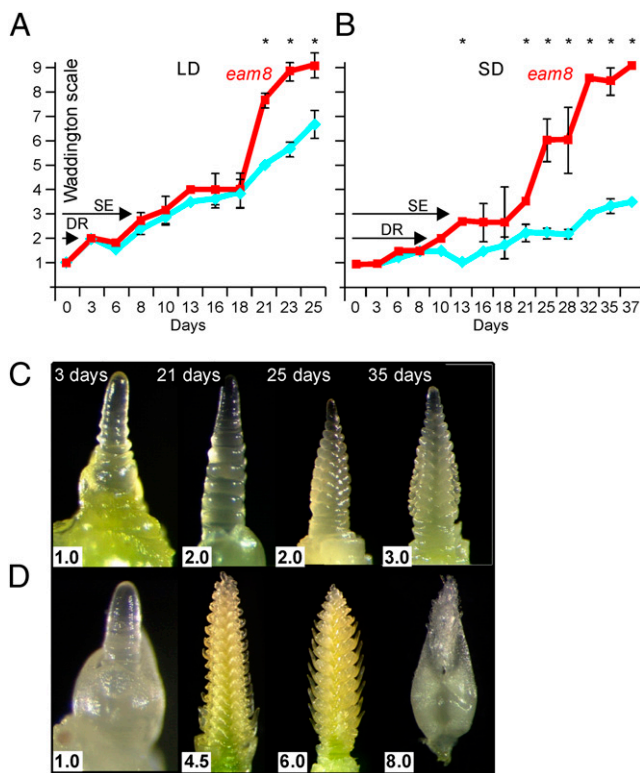 A
B
*
*
*
*
*
*
*
*
*
*
*
LD
eam8
SD
eam8
Waddington scale
9
8
7
6
5
4
3
2
1
SE
DR
0 3 6 8 10 13 16 18 21 23 25
Days
9
8
7
6
5
4
3
2
1
SE
DR
0 3 6 8 10 13 16 18 21 25 28 32 35 37
Days
C
3 days 21 days 25 days 35 days
1.0 2.0 2.0 3.0
D
1.0 4.5 6.0 8.0